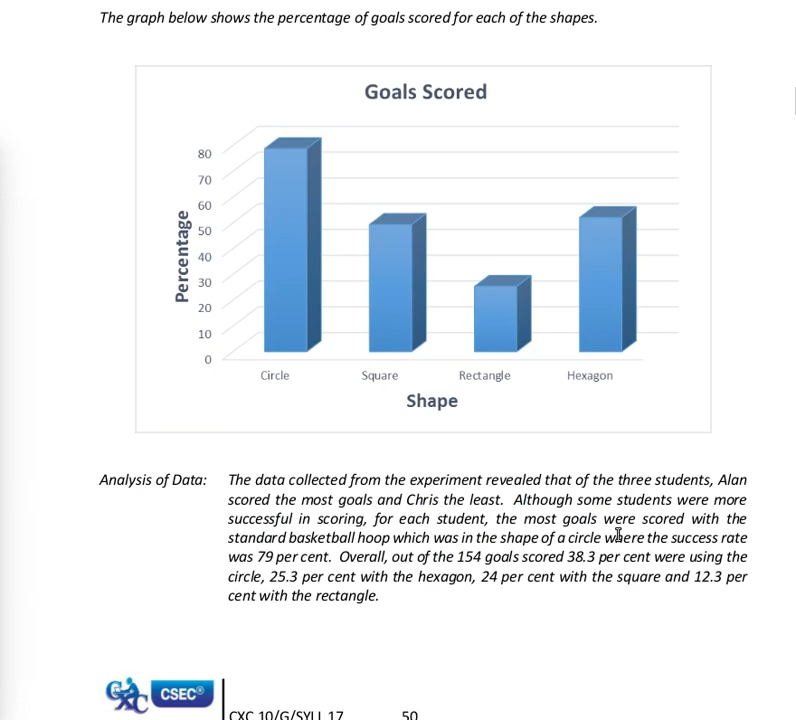 The graph below shows the percentage of goals scored for each of the shapes.
Goals Scored
Percentage
80
70
60
50
40
30
20
10
0
Circle Square Rectangle Hexagon
Shape
Analysis of Data: The data collected from the experiment revealed that of the three students, Alan
scored the most goals and Chris the least. Although some students were more
successful in scoring, for each student, the most goals were scored with the
standard basketball hoop which was in the shape of a circle where the success rate
was 79 per cent. Overall, out of the 154 goals scored 38.3 per cent were using the
circle, 25.3 per cent with the hexagon, 24 per cent with the square and 12.3 per
cent with the rectangle.
CXC CSEC®
CXC 10/G/SYLL 17 50